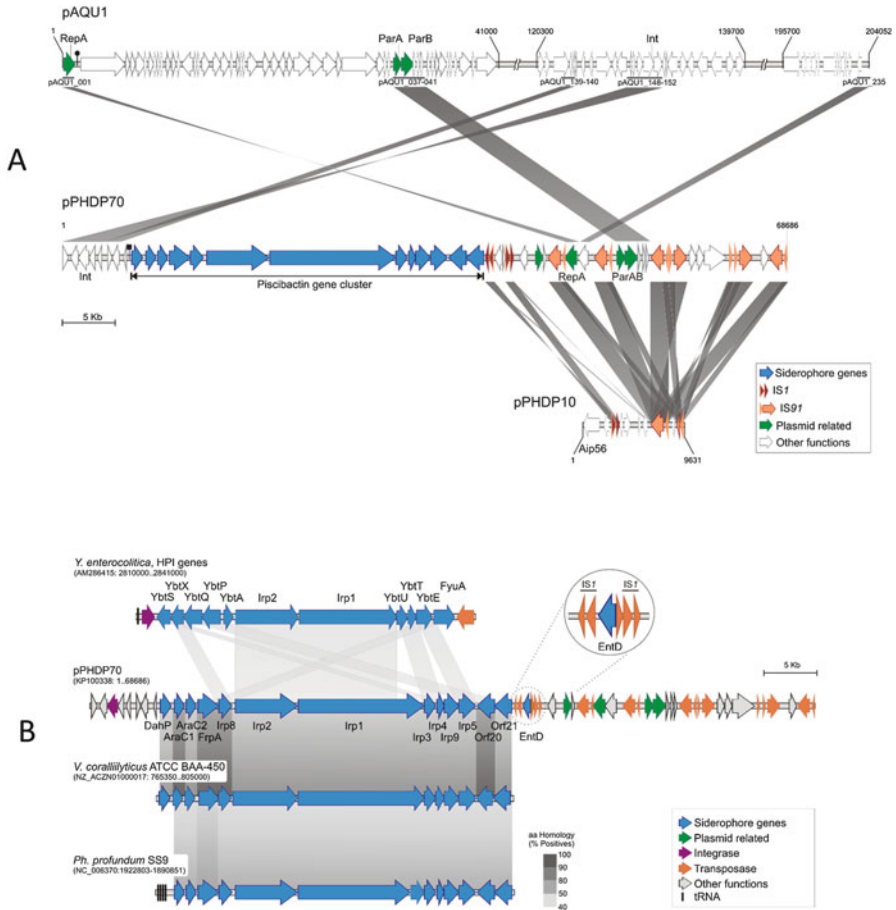 pAQU1
1
RepA
ParA
ParB
41000
120300
Int
139700
195700
204052
pAQU1_001
pAQU1_037-041
pAQU1_139-140
pAQU1_148-152
pAQU1_235
A
pPHDP70
1
68686
Int
Piscibactin gene cluster
RepA
ParAB
5 Kb
pPHDP10
Aip56
1
9631
Siderophore genes
IS1
IS91
Plasmid related
Other functions
Y. enterocolitica, HPI genes
(AM286415: 2810000..2841000)
YbtS
YbtX
YbtQ
YbtP
YbtA
Irp2
Irp1
YbtU
YbtT
YbtE
FyuA
IS1
IS1
EntD
pPHDP70
(KP100338: 1..68686)
5 Kb
B
DahP
AraC1
AraC2
FrpA
Irp8
Irp2
Irp1
Irp3
Irp4
Irp9
Irp5
Orf20
Orf21
EntD
V. coralliilyticus ATCC BAA-450
(NZ_ACZN01000017: 765350..805000)
Ph. profundum SS9
(NC_006370:1922803-1890851)
aa Homology
(% Positives)
100
90
80
50
40
Siderophore genes
Plasmid related
Integrase
Transposase
Other functions
tRNA